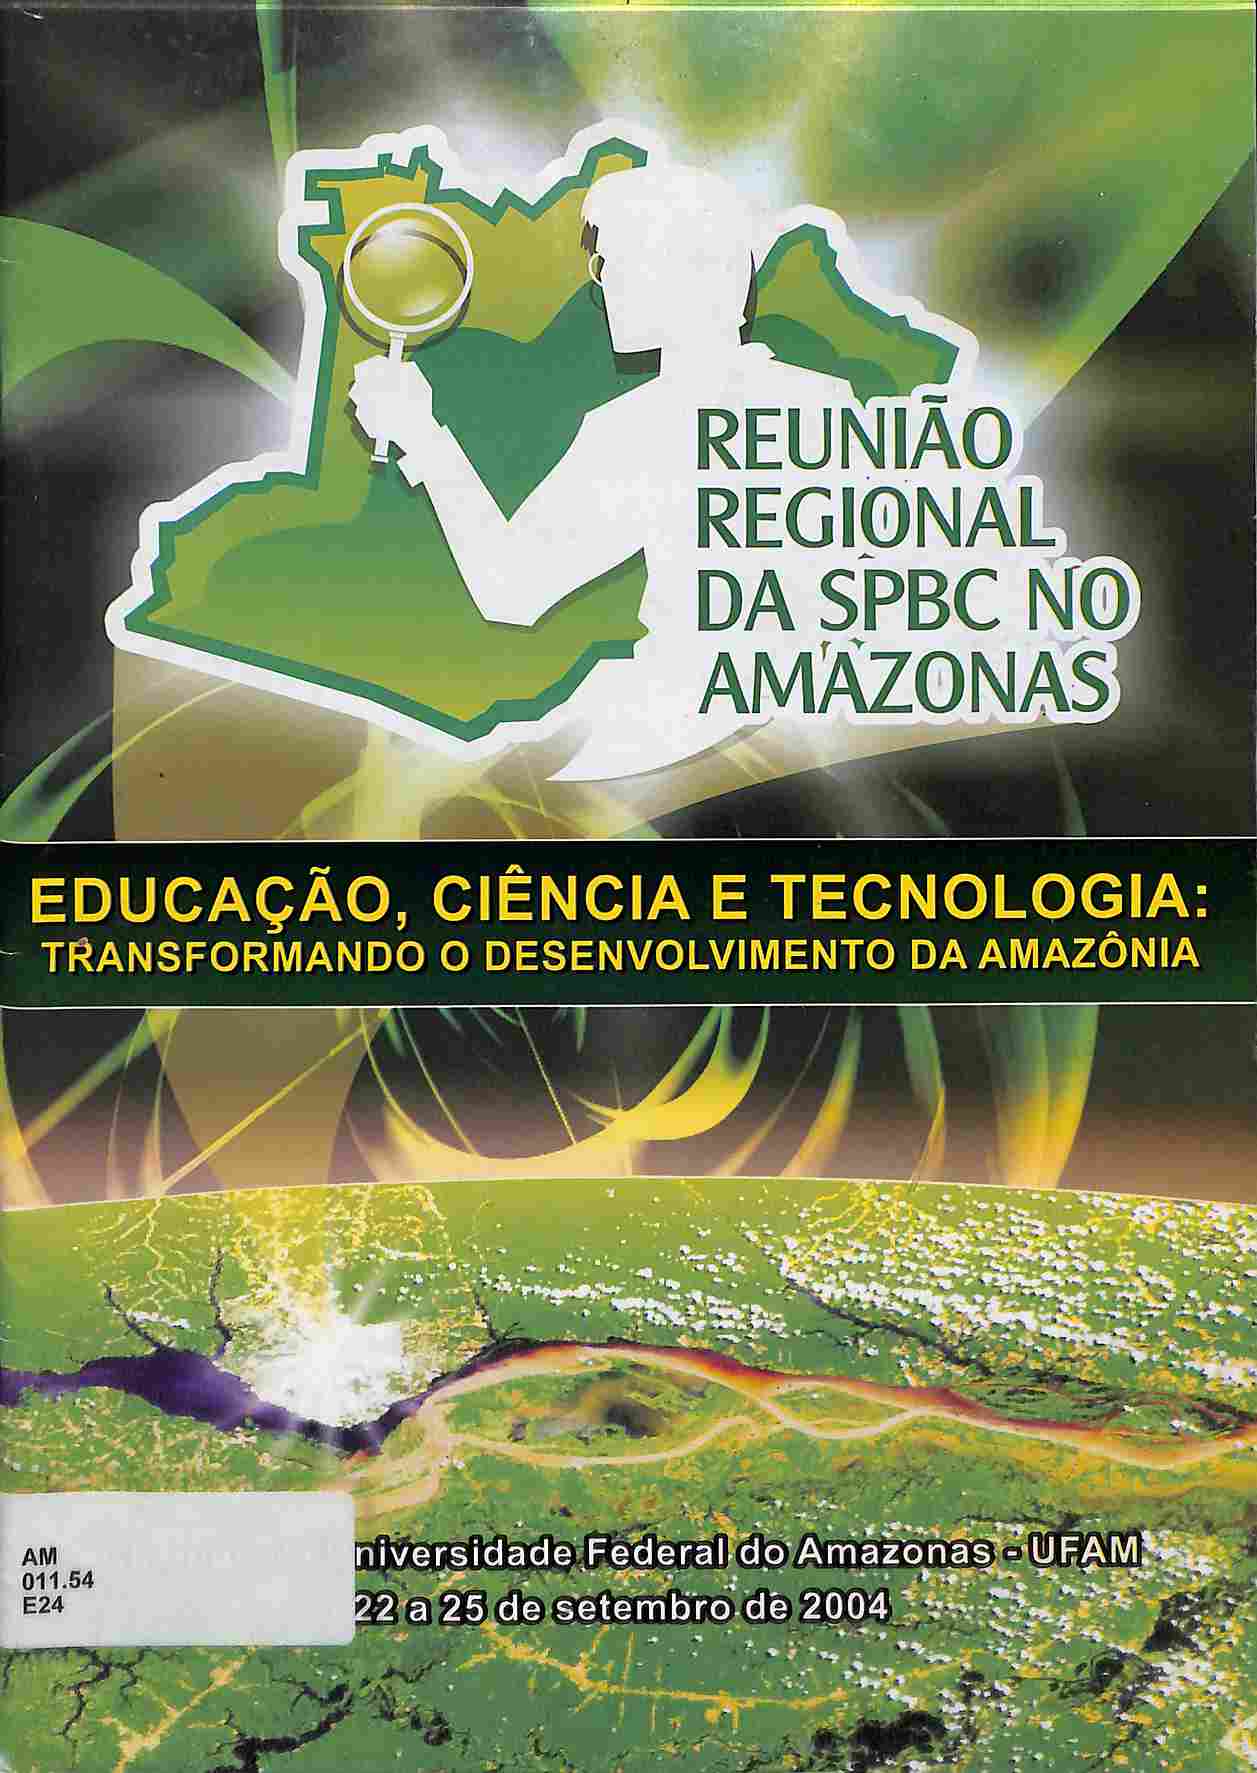 REUNIÃO
REGIONAL
DA SPBC NO
AMAZONAS
EDUCAÇÃO, CIÊNCIA E TECNOLOGIA:
TRANSFORMANDO O DESENVOLVIMENTO DA AMAZÔNIA
niversidade Federal do Amazonas - UFAM
22 a 25 de setembro de 2004
AM
011.54
E24